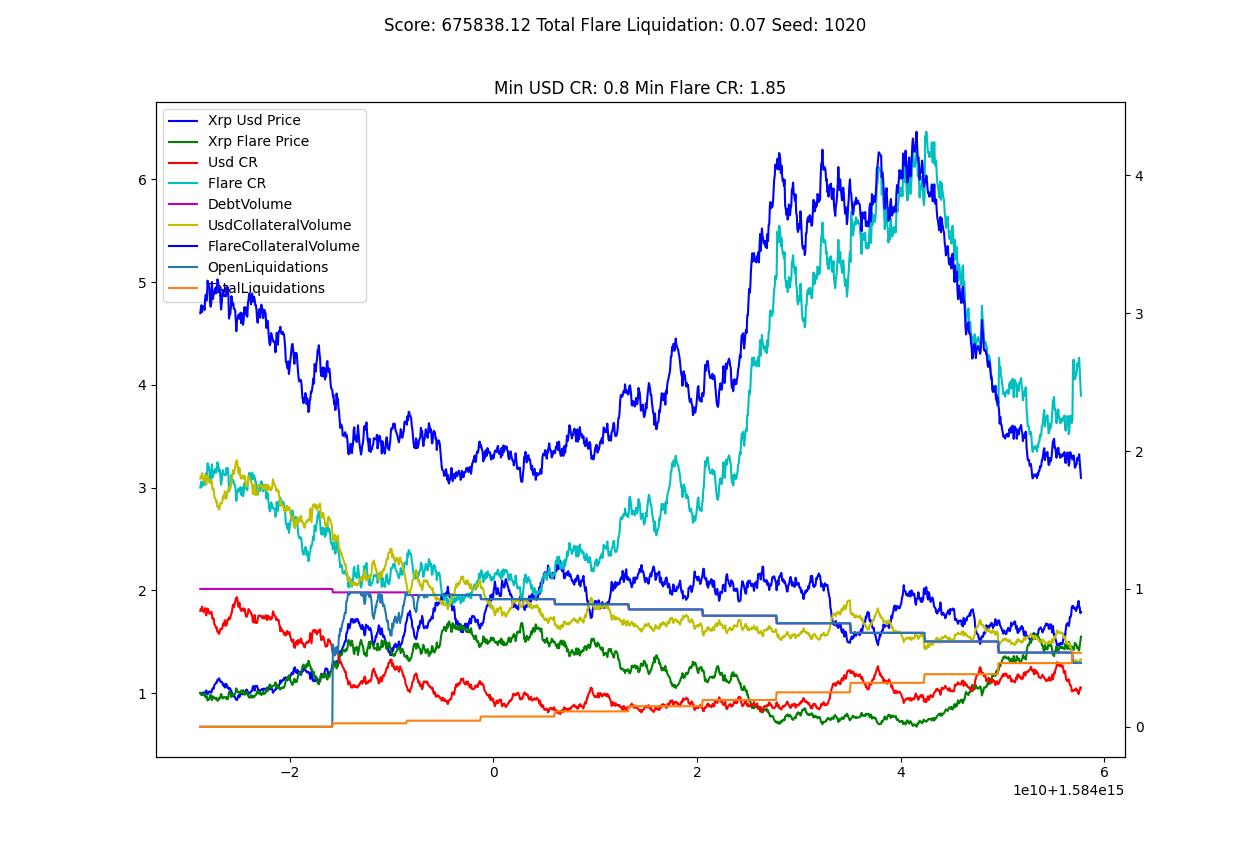 Score: 675838.12 Total Flare Liquidation: 0.07 Seed: 1020
Min USD CR: 0.8 Min Flare CR: 1.85
Xrp Usd Price
Xrp Flare Price
Usd CR
Flare CR
DebtVolume
UsdCollateralVolume
FlareCollateralVolume
OpenLiquidations
TotalLiquidations
6
5
4
3
2
1
4
3
2
1
0
−2
0
2
4
6
1e10+1.584e15